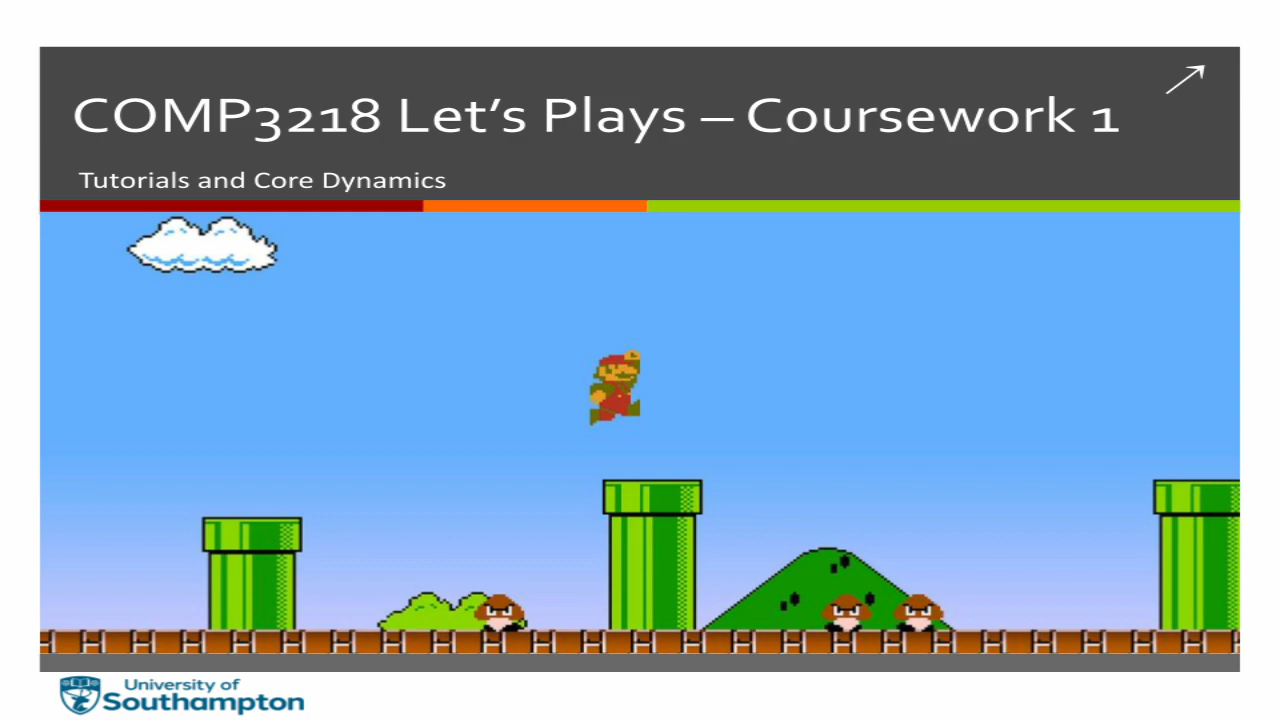 COMP3218 Let’s Plays – Coursework 1
Tutorials and Core Dynamics
University of
Southampton